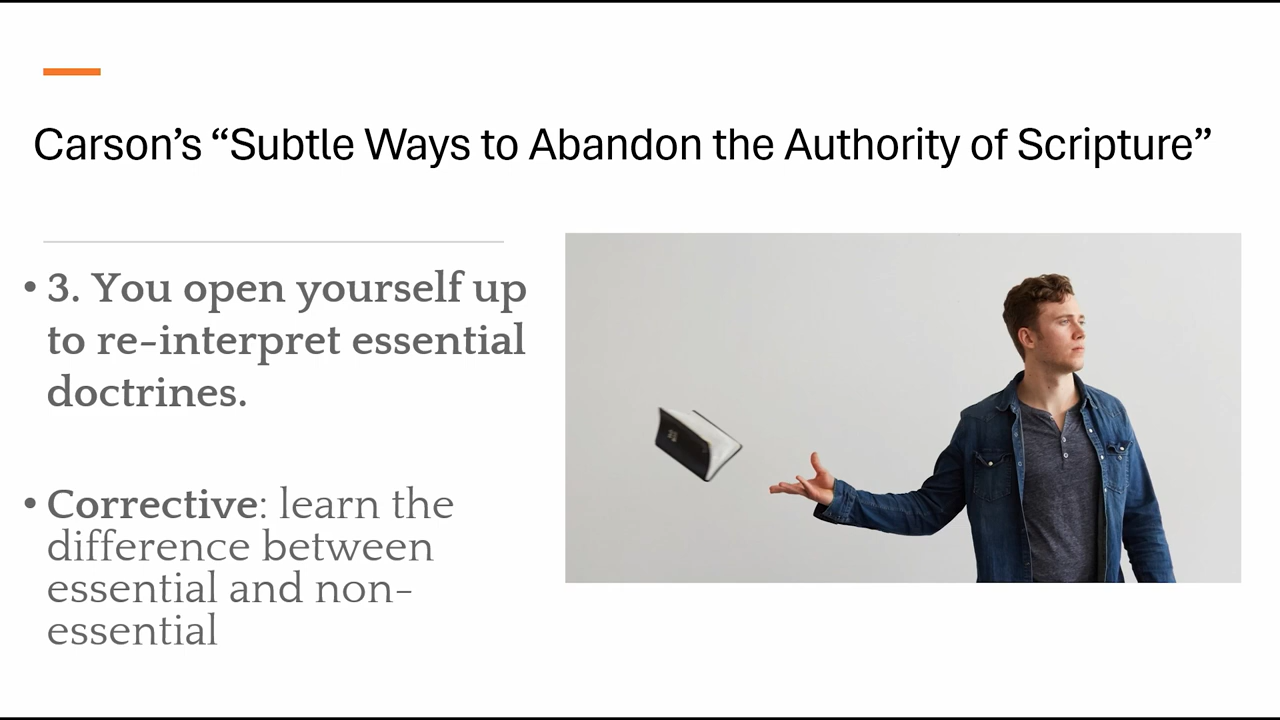 Carson’s “Subtle Ways to Abandon the Authority of Scripture”
• 3. You open yourself up
to re-interpret essential
doctrines.
• Corrective: learn the
difference between
essential and non-
essential